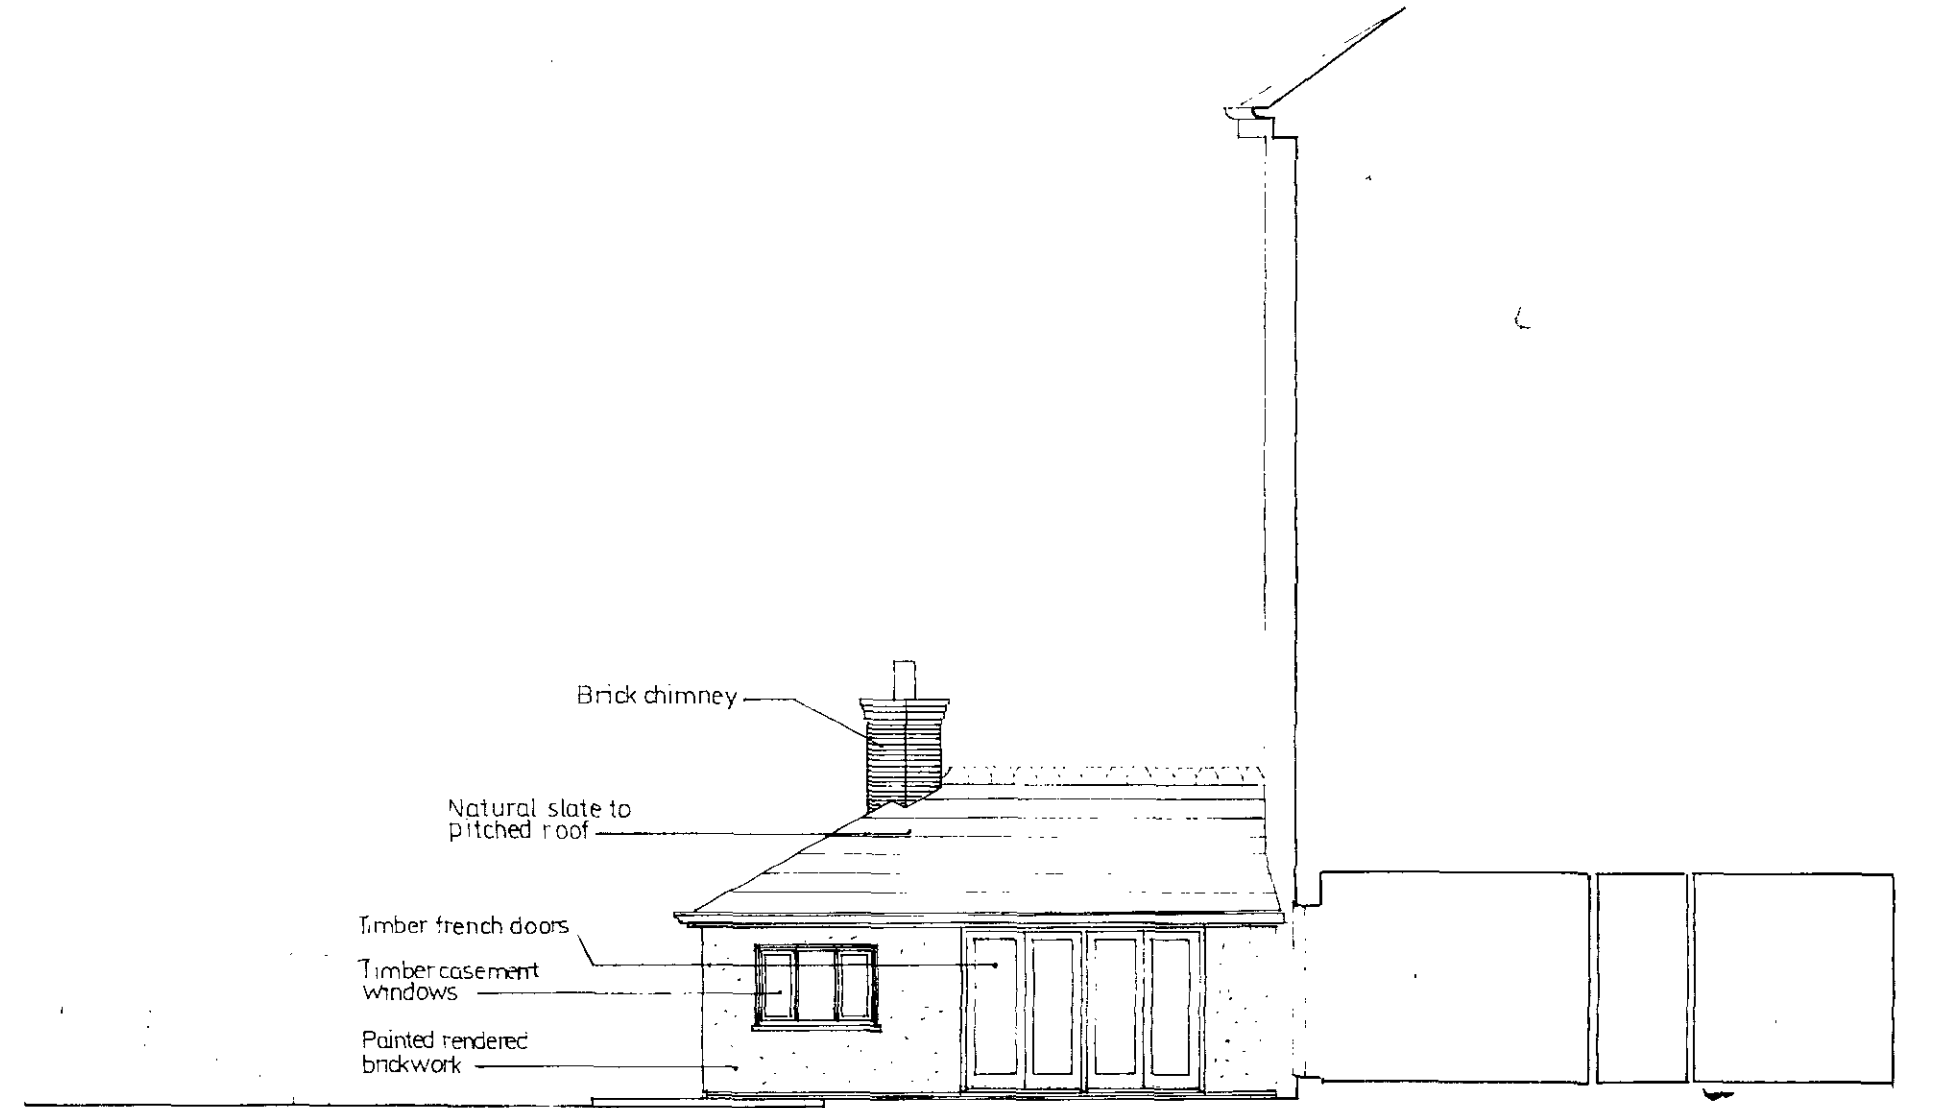 Brick chimney
Natural slate to
pitched roof
Timber french doors
Timber casement
windows
Painted rendered
brickwork